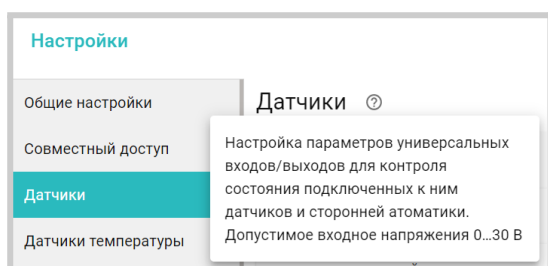 Настройки
Общие настройки
Датчики
Совместный доступ
Настройка параметров универсальных
входов/выходов для контроля
состояния подключенных к ним
датчиков и сторонней атоматики.
Допустимое входное напряжения 0...30 В
Датчики
Датчики температуры